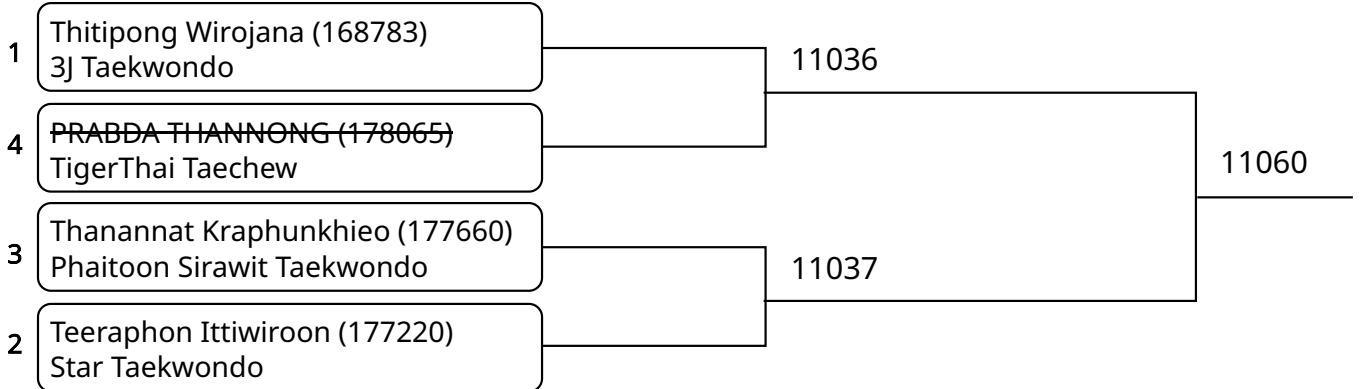 1
Thitipong Wirojana (168783)
3J Taekwondo
11036
4
PRABDA THANNONG (178065)
TigerThai Taechew
11060
3
Thanannat Kraphunkhieo (177660)
Phaitoon Sirawit Taekwondo
11037
2
Teeraphon Ittiwiroon (177220)
Star Taekwondo